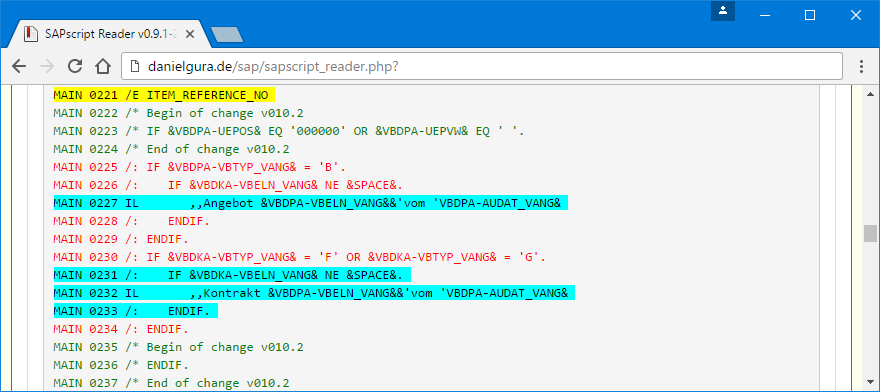 SAPscript Reader v0.9.1-
danielgura.de/sap/sapscript_reader.php?
MAIN 0221 /E ITEM_REFERENCE_NO
MAIN 0222 /* Begin of change v010.2
MAIN 0223 /* IF &VBDPA-UEPOS& EQ '000000' OR &VBDPA-UEPVW& EQ ' '.
MAIN 0224 /* End of change v010.2
MAIN 0225 /: IF &VBDPA-VBTYP_VANG& = 'B'.
MAIN 0226 /:    IF &VBDKA-VBELN_VANG& NE &SPACE&.
MAIN 0227 IL       ,,Angebot &VBDPA-VBELN_VANG&&'vom 'VBDPA-AUDAT_VANG&
MAIN 0228 /:    ENDIF.
MAIN 0229 /: ENDIF.
MAIN 0230 /: IF &VBDKA-VBTYP_VANG& = 'F' OR &VBDKA-VBTYP_VANG& = 'G'.
MAIN 0231 /:    IF &VBDKA-VBELN_VANG& NE &SPACE&.
MAIN 0232 IL       ,,Kontrakt &VBDPA-VBELN_VANG&&'vom 'VBDPA-AUDAT_VANG&
MAIN 0233 /:    ENDIF.
MAIN 0234 /: ENDIF.
MAIN 0235 /* Begin of change v010.2
MAIN 0236 /* ENDIF.
MAIN 0237 /* End of change v010.2